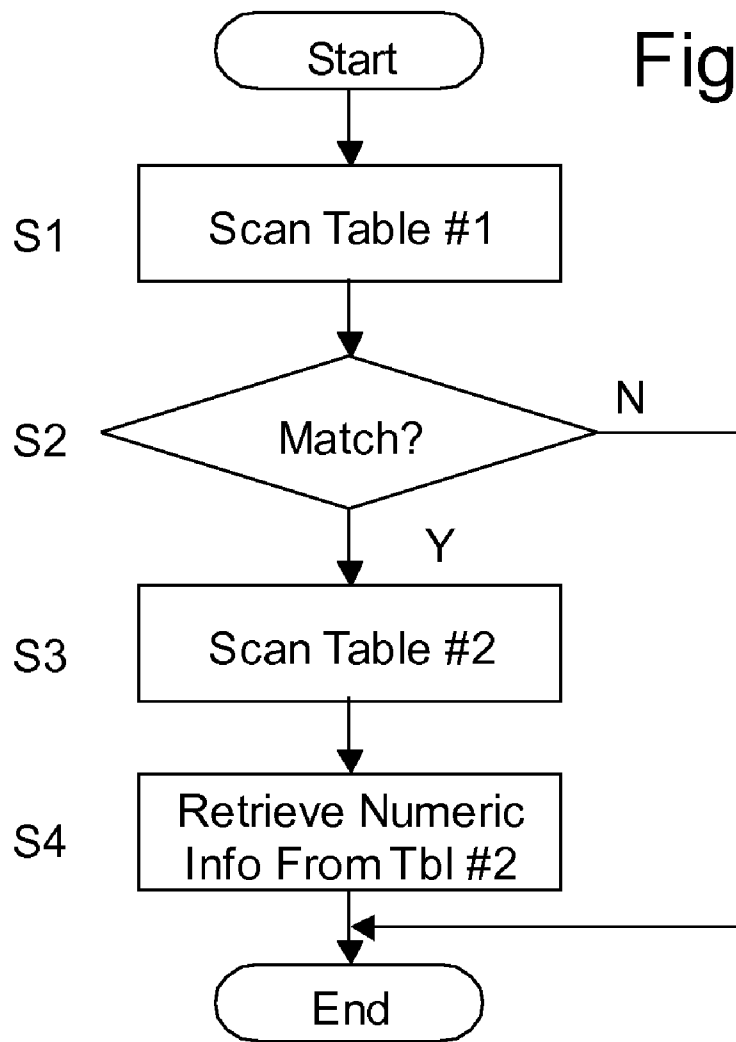 Start
Fig
S1
Scan Table #1
S2
Match?
N
Y
S3
Scan Table #2
S4
Retrieve Numeric
Info From Tbl #2
End